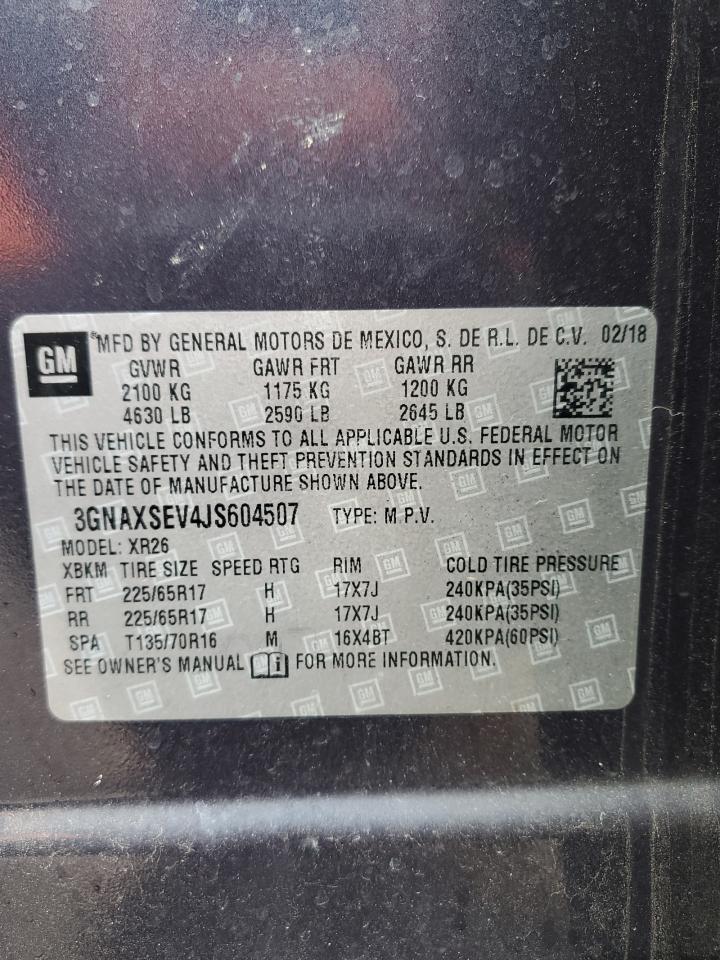 GM ®MFD BY GENERAL MOTORS DE MEXICO, S. DE R.L. DE C.V. 02/18
GVWR GAWR FRT GAWR RR
2100 KG 1175 KG 1200 KG
4630 LB 2590 LB 2645 LB
THIS VEHICLE CONFORMS TO ALL APPLICABLE U.S. FEDERAL MOTOR
VEHICLE SAFETY AND THEFT PREVENTION STANDARDS IN EFFECT ON
THE DATE OF MANUFACTURE SHOWN ABOVE.
3GNAXSEV4JS604507 TYPE: M.P.V.
MODEL: XR26
XBKM TIRE SIZE SPEED RTG RIM COLD TIRE PRESSURE
FRT 225/65R17 H 17X7J 240KPA(35PSI)
RR 225/65R17 H 17X7J 240KPA(35PSI)
SPA T135/70R16 M 16X4BT 420KPA(60PSI)
SEE OWNER'S MANUAL FOR MORE INFORMATION.